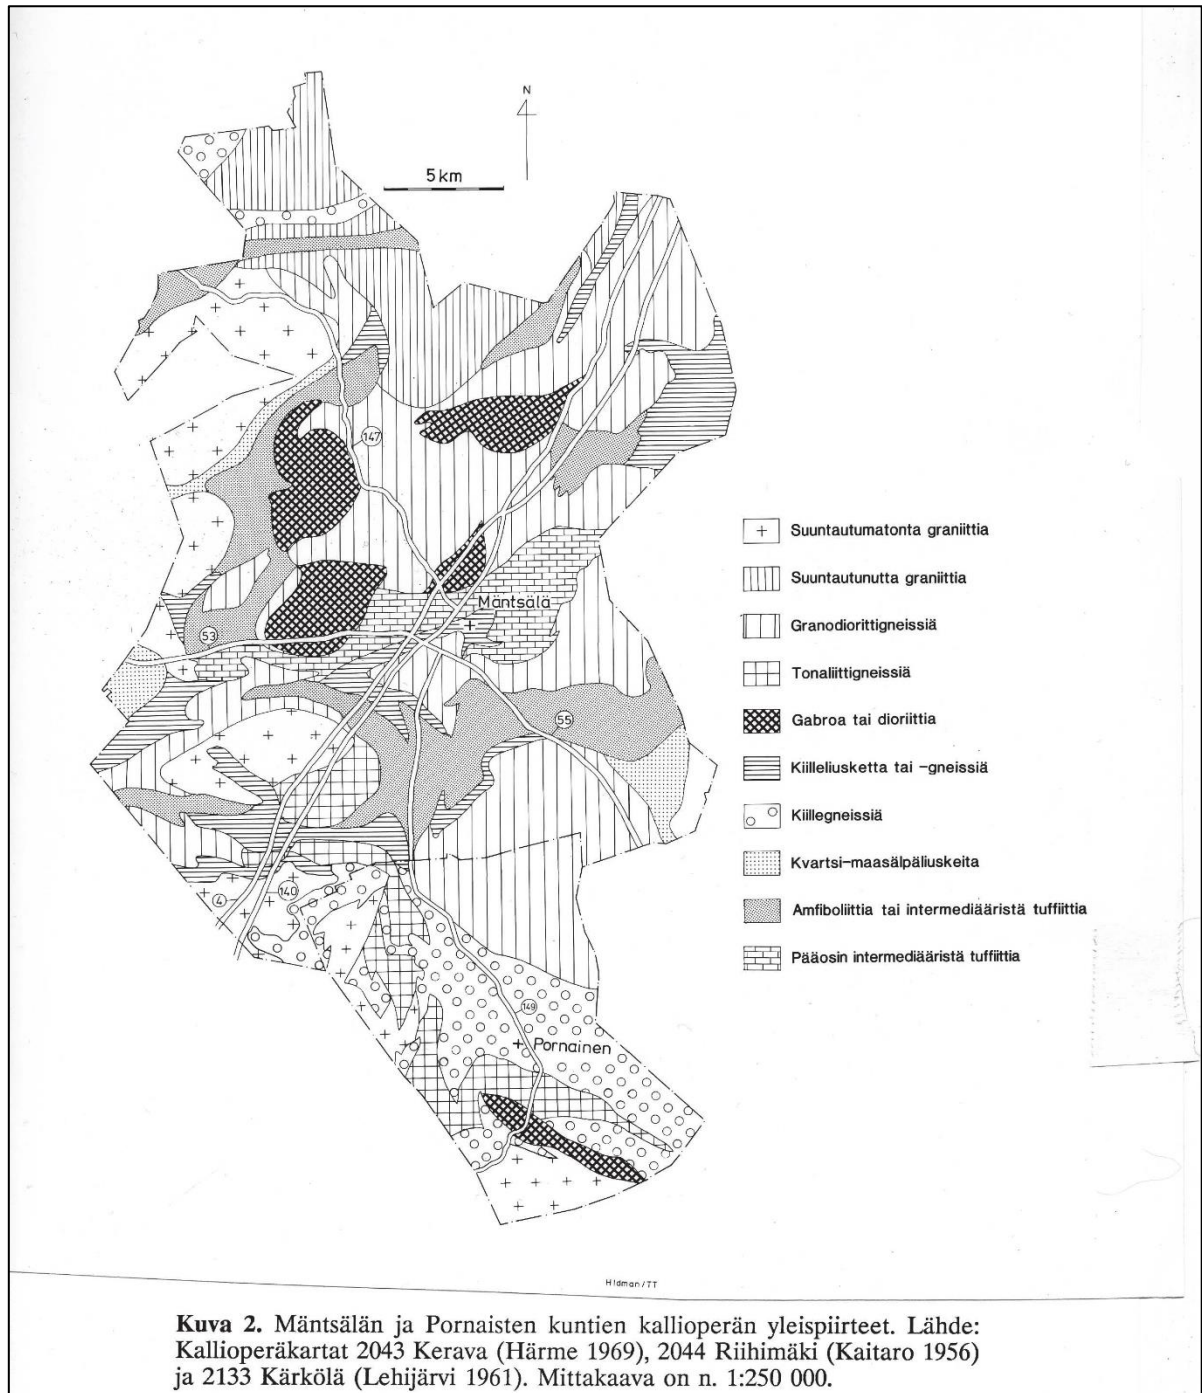 N
5 km
147
Mäntsälä
53
55
4
140
149
Pornainen
Suuntautumatonta graniittia
Suuntautunutta graniittia
Granodiorittigneissiä
Tonaliittigneissiä
Gabroa tai dioriittia
Kiilleliusketta tai -gneissiä
Kiillegneissiä
Kvartsi-maasälpäliuskeita
Amfiboliittia tai intermediääristä tuffiittia
Pääosin intermediääristä tuffiittia
Hidman/TT
Kuva 2. Mäntsälän ja Pornaisten kuntien kallioperän yleispiirteet. Lähde:
Kallioperäkartat 2043 Kerava (Härme 1969), 2044 Riihimäki (Kaitaro 1956)
ja 2133 Kärkölä (Lehijärvi 1961). Mittakaava on n. 1:250 000.